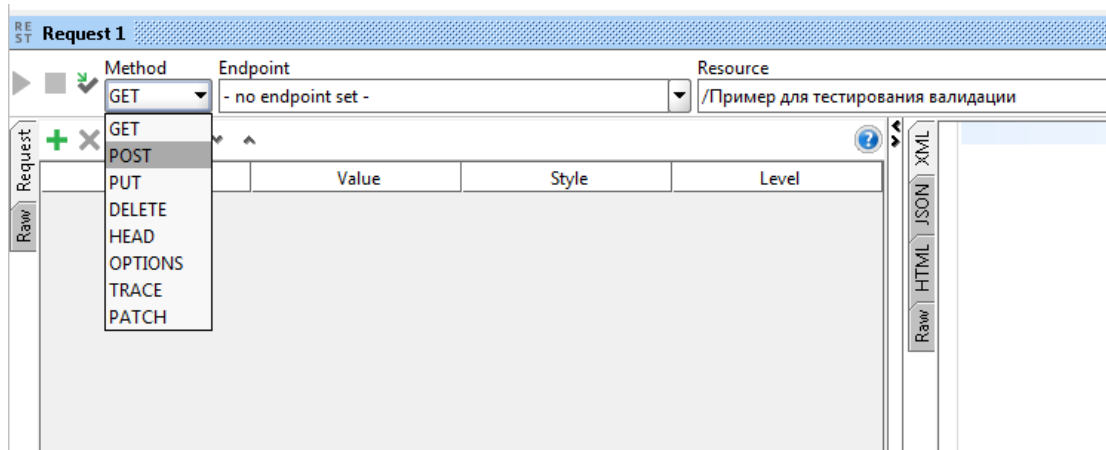 RE
ST
Request 1
Method Endpoint Resource
GET - no endpoint set - /Пример для тестирования валидации
GET
POST
PUT
DELETE
HEAD
OPTIONS
TRACE
PATCH
Value Style Level
Request
Raw
XML
JSON
HTML
Raw